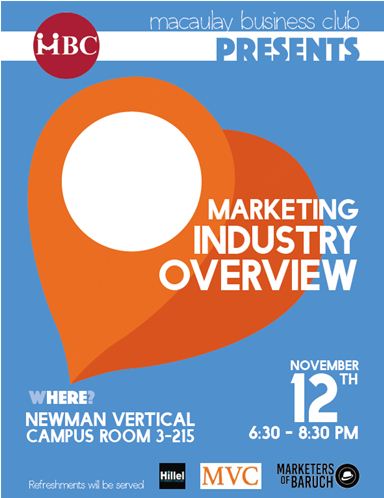 MBC
macaulay business club
PRESENTS
MARKETING
INDUSTRY
OVERVIEW
WHERE?
NEWMAN VERTICAL
CAMPUS ROOM 3-215
NOVEMBER
12TH
6:30 - 8:30 PM
Refreshments will be served
Hillel
MVC
MARKETERS
OF BARUCH